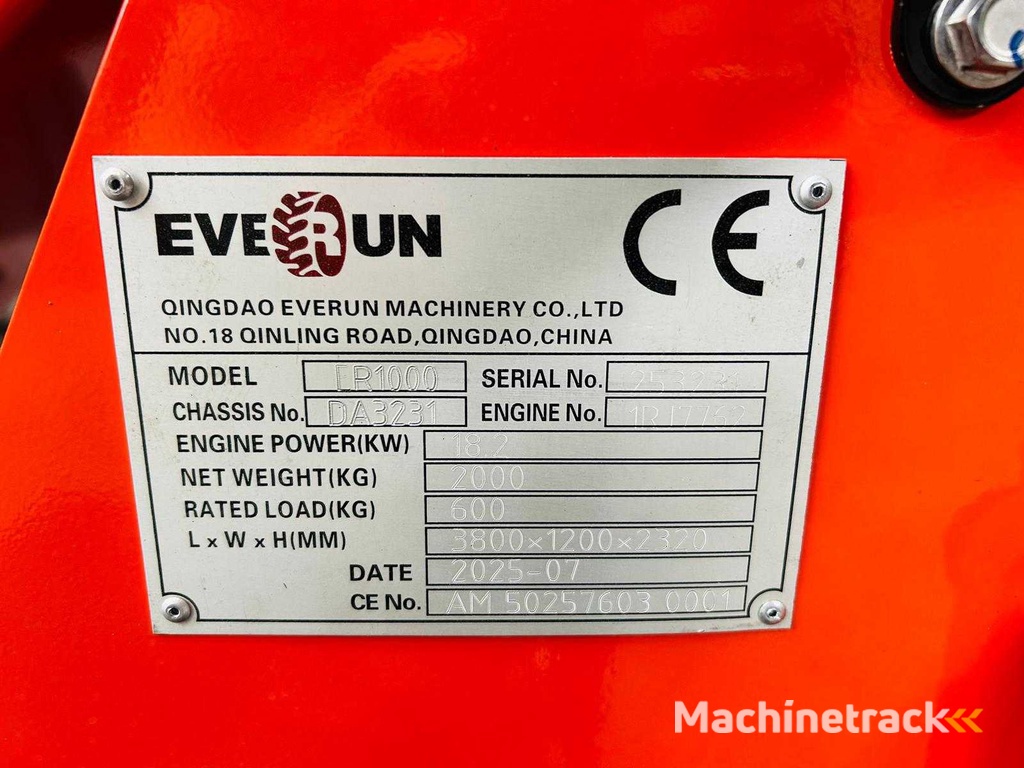 EVERUN CE
QINGDAO EVERUN MACHINERY CO.,LTD
NO.18 QINLING ROAD,QINGDAO,CHINA
MODEL ER1000 SERIAL No.
CHASSIS No. DA3231 ENGINE No.
ENGINE POWER(KW) 18.2
NET WEIGHT(KG) 2000
RATED LOAD(KG) 600
L x W x H(MM) 3800×1200×2320
DATE 2025-07
CE No. AM 50257603 0001
Machinetrack